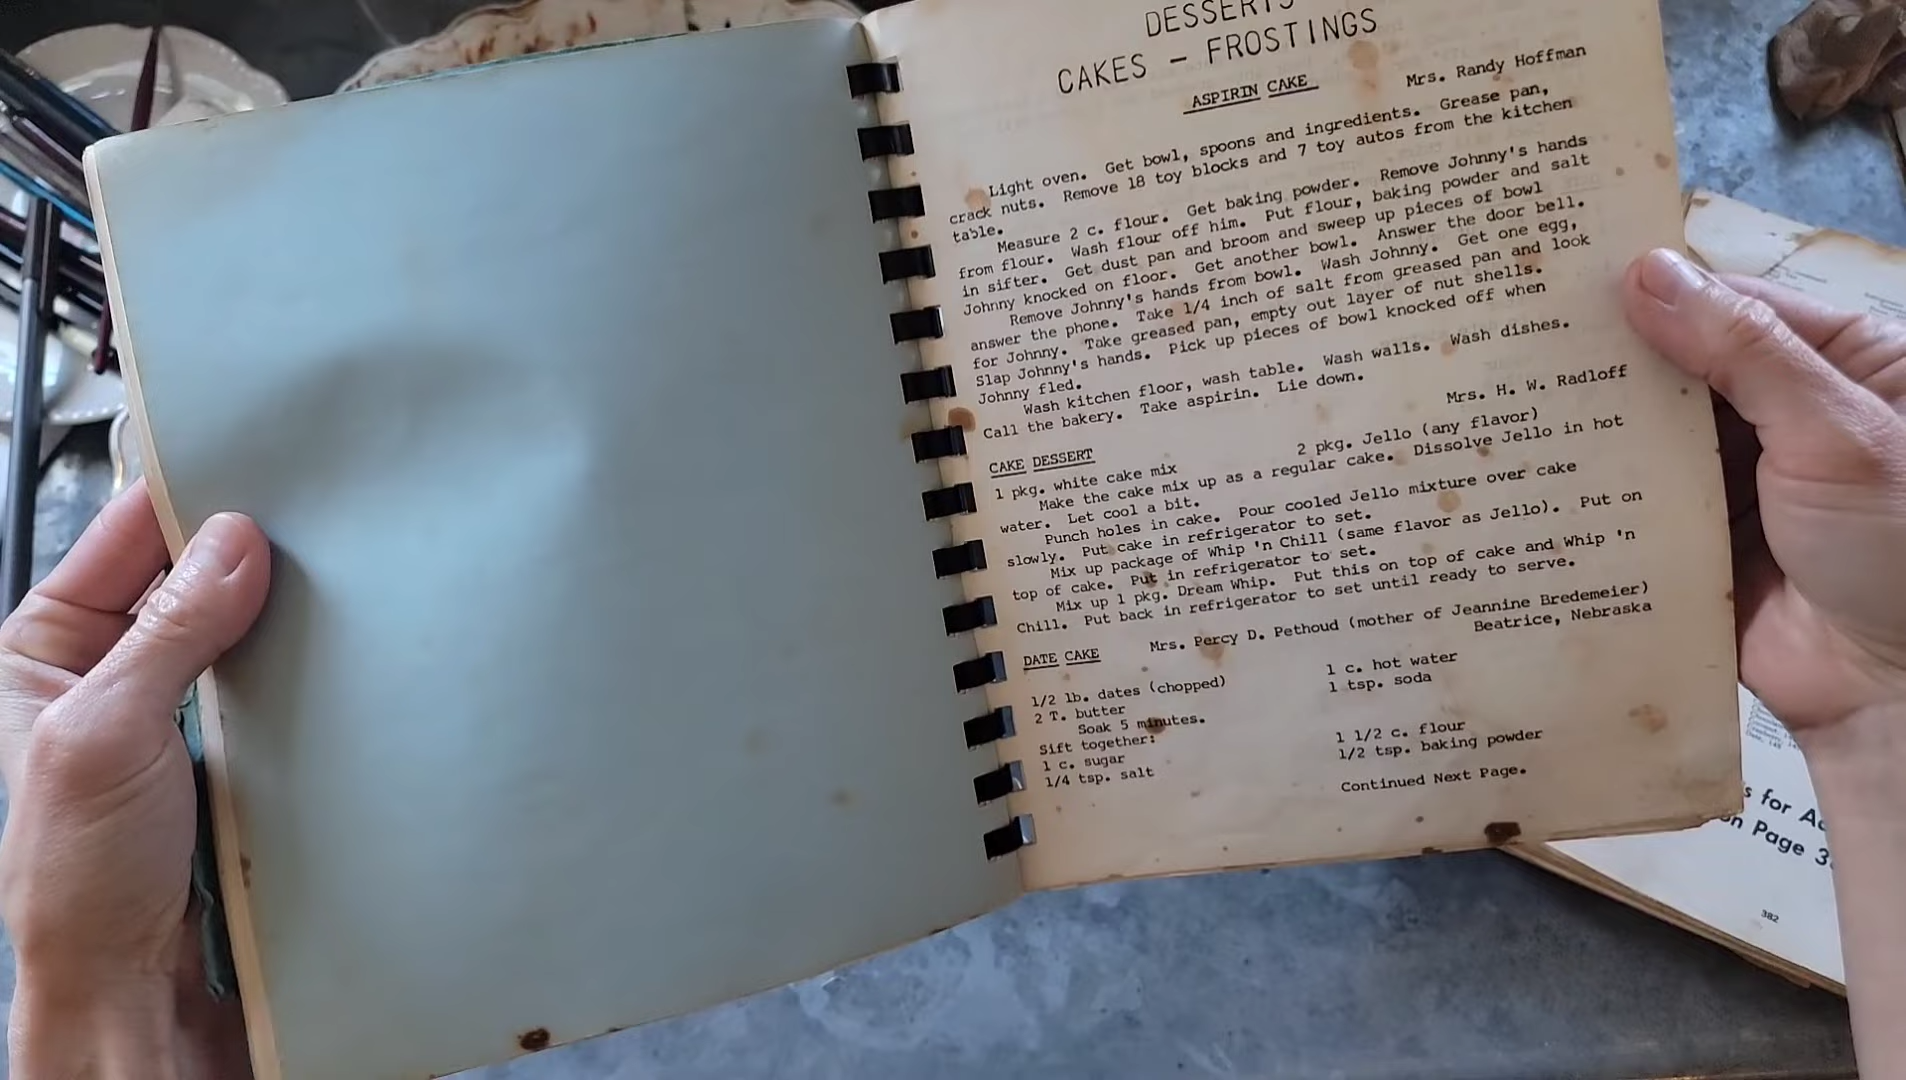 DESSERTS
CAKES - FROSTINGS
ASPIRIN CAKE Mrs. Randy Hoffman
Light oven. Get bowl, spoons and ingredients. Grease pan,
crack nuts. Remove 18 toy blocks and 7 toy autos from the kitchen
table.
Measure 2 c. flour. Get baking powder. Remove Johnny's hands
from flour. Wash flour off him. Put flour, baking powder and salt
in sifter. Get dust pan and broom and sweep up pieces of bowl
Johnny knocked on floor. Get another bowl. Answer the door bell.
Remove Johnny's hands from bowl. Wash Johnny. Get one egg,
answer the phone. Take 1/4 inch of salt from greased pan and look
for Johnny. Take greased pan, empty out layer of nut shells.
Slap Johnny's hands. Pick up pieces of bowl knocked off when
Johnny fled.
Wash kitchen floor, wash table. Wash walls. Wash dishes.
Call the bakery. Take aspirin. Lie down.
Mrs. H. W. Radloff
CAKE DESSERT
1 pkg. white cake mix 2 pkg. Jello (any flavor)
Make the cake mix up as a regular cake. Dissolve Jello in hot
water. Let cool a bit.
Punch holes in cake. Pour cooled Jello mixture over cake
slowly. Put cake in refrigerator to set.
Mix up package of Whip 'n Chill (same flavor as Jello). Put on
top of cake. Put in refrigerator to set.
Mix up 1 pkg. Dream Whip. Put this on top of cake and Whip 'n
Chill. Put back in refrigerator to set until ready to serve.
DATE CAKE Mrs. Percy D. Pethoud (mother of Jeannine Bredemeier)
Beatrice, Nebraska
1/2 lb. dates (chopped) 1 c. hot water
2 T. butter 1 tsp. soda
Soak 5 minutes.
Sift together:
1 c. sugar 1 1/2 c. flour
1/4 tsp. salt 1/2 tsp. baking powder
Continued Next Page.
s for
on Page
382